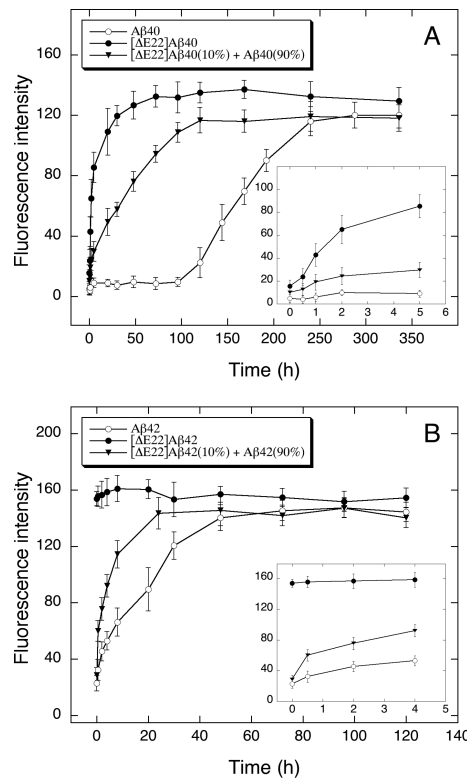 Aβ40
[ΔE22]Aβ40
[ΔE22]Aβ40(10%) + Aβ40(90%)
A
160
120
80
40
0
Fluorescence intensity
120
100
80
60
40
20
0
0 1 2 3 4 5 6
0 50 100 150 200 250 300 350
Time (h)
Aβ42
[ΔE22]Aβ42
[ΔE22]Aβ42(10%) + Aβ42(90%)
B
200
160
120
80
40
0
Fluorescence intensity
160
120
80
40
0
0 1 2 3 4 5
0 20 40 60 80 100 120 140
Time (h)